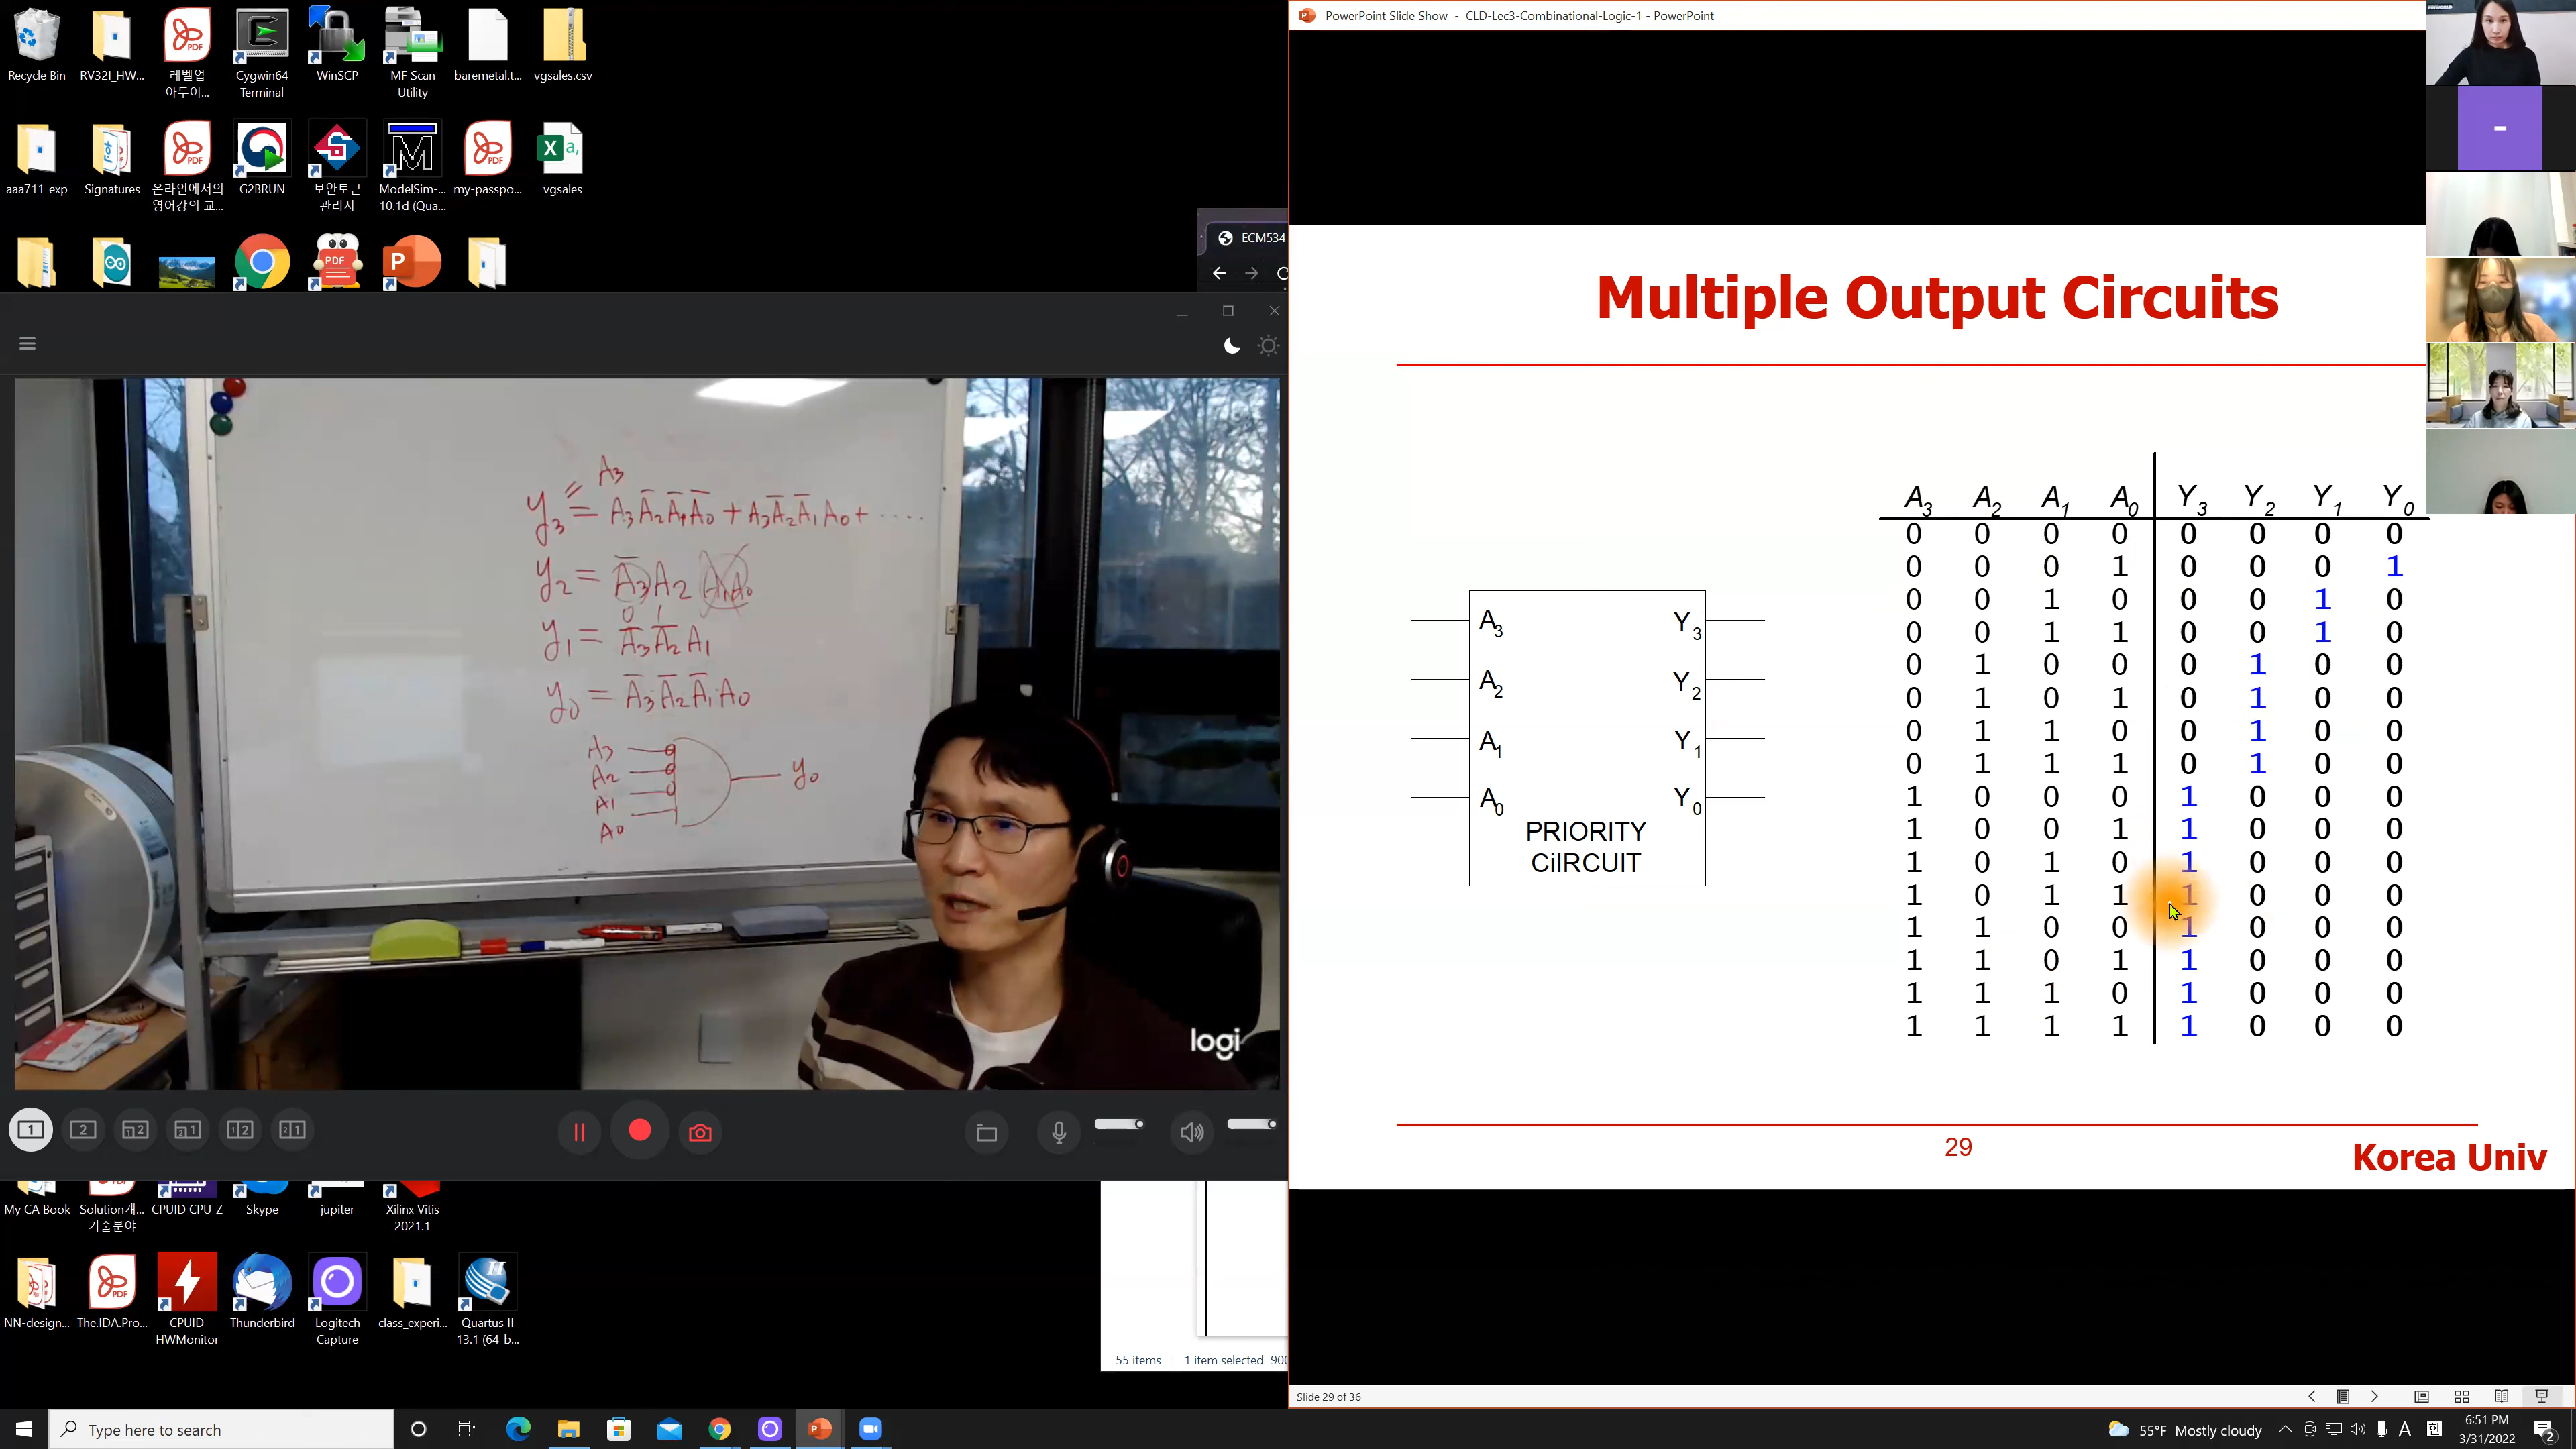 Recycle Bin
RV32I_HW...
레벨업
아두이...
Cygwin64
Terminal
WinSCP
MF Scan
Utility
baremetal.t...
vgsales.csv
aaa711_exp
Signatures
온라인에서의
영어강의 교...
G2BRUN
보안토큰
관리자
ModelSim-...
10.1d (Qua...
my-passpo...
vgsales
ECM534
A3
y3 = A3Ā2Ā1Ā0 + A3Ā2Ā1A0 + ....
y2 = Ā3A2
0 1
y1 = Ā3Ā2A1
y0 = Ā3·Ā2·Ā1·A0
A3
A2
A1
A0
y0
logi
My CA Book
Solution개...
기술분야
CPUID CPU-Z
Skype
jupiter
Xilinx Vitis
2021.1
NN-design...
The.IDA.Pro...
CPUID
HWMonitor
Thunderbird
Logitech
Capture
class_experi...
Quartus II
13.1 (64-b...
55 items 1 item selected 900
Type here to search
PowerPoint Slide Show - CLD-Lec3-Combinational-Logic-1 - PowerPoint
Multiple Output Circuits
A3 Y3
A2 Y2
A1 Y1
A0 Y0
PRIORITY
CiIRCUIT
A3 A2 A1 A0 Y3 Y2 Y1 Y0
0 0 0 0 0 0 0 0
0 0 0 1 0 0 0 1
0 0 1 0 0 0 1 0
0 0 1 1 0 0 1 0
0 1 0 0 0 1 0 0
0 1 0 1 0 1 0 0
0 1 1 0 0 1 0 0
0 1 1 1 0 1 0 0
1 0 0 0 1 0 0 0
1 0 0 1 1 0 0 0
1 0 1 0 1 0 0 0
1 0 1 1 1 0 0 0
1 1 0 0 1 0 0 0
1 1 0 1 1 0 0 0
1 1 1 0 1 0 0 0
1 1 1 1 1 0 0 0
29
Korea Univ
Slide 29 of 36
55°F Mostly cloudy
A
한
6:51 PM
3/31/2022
2